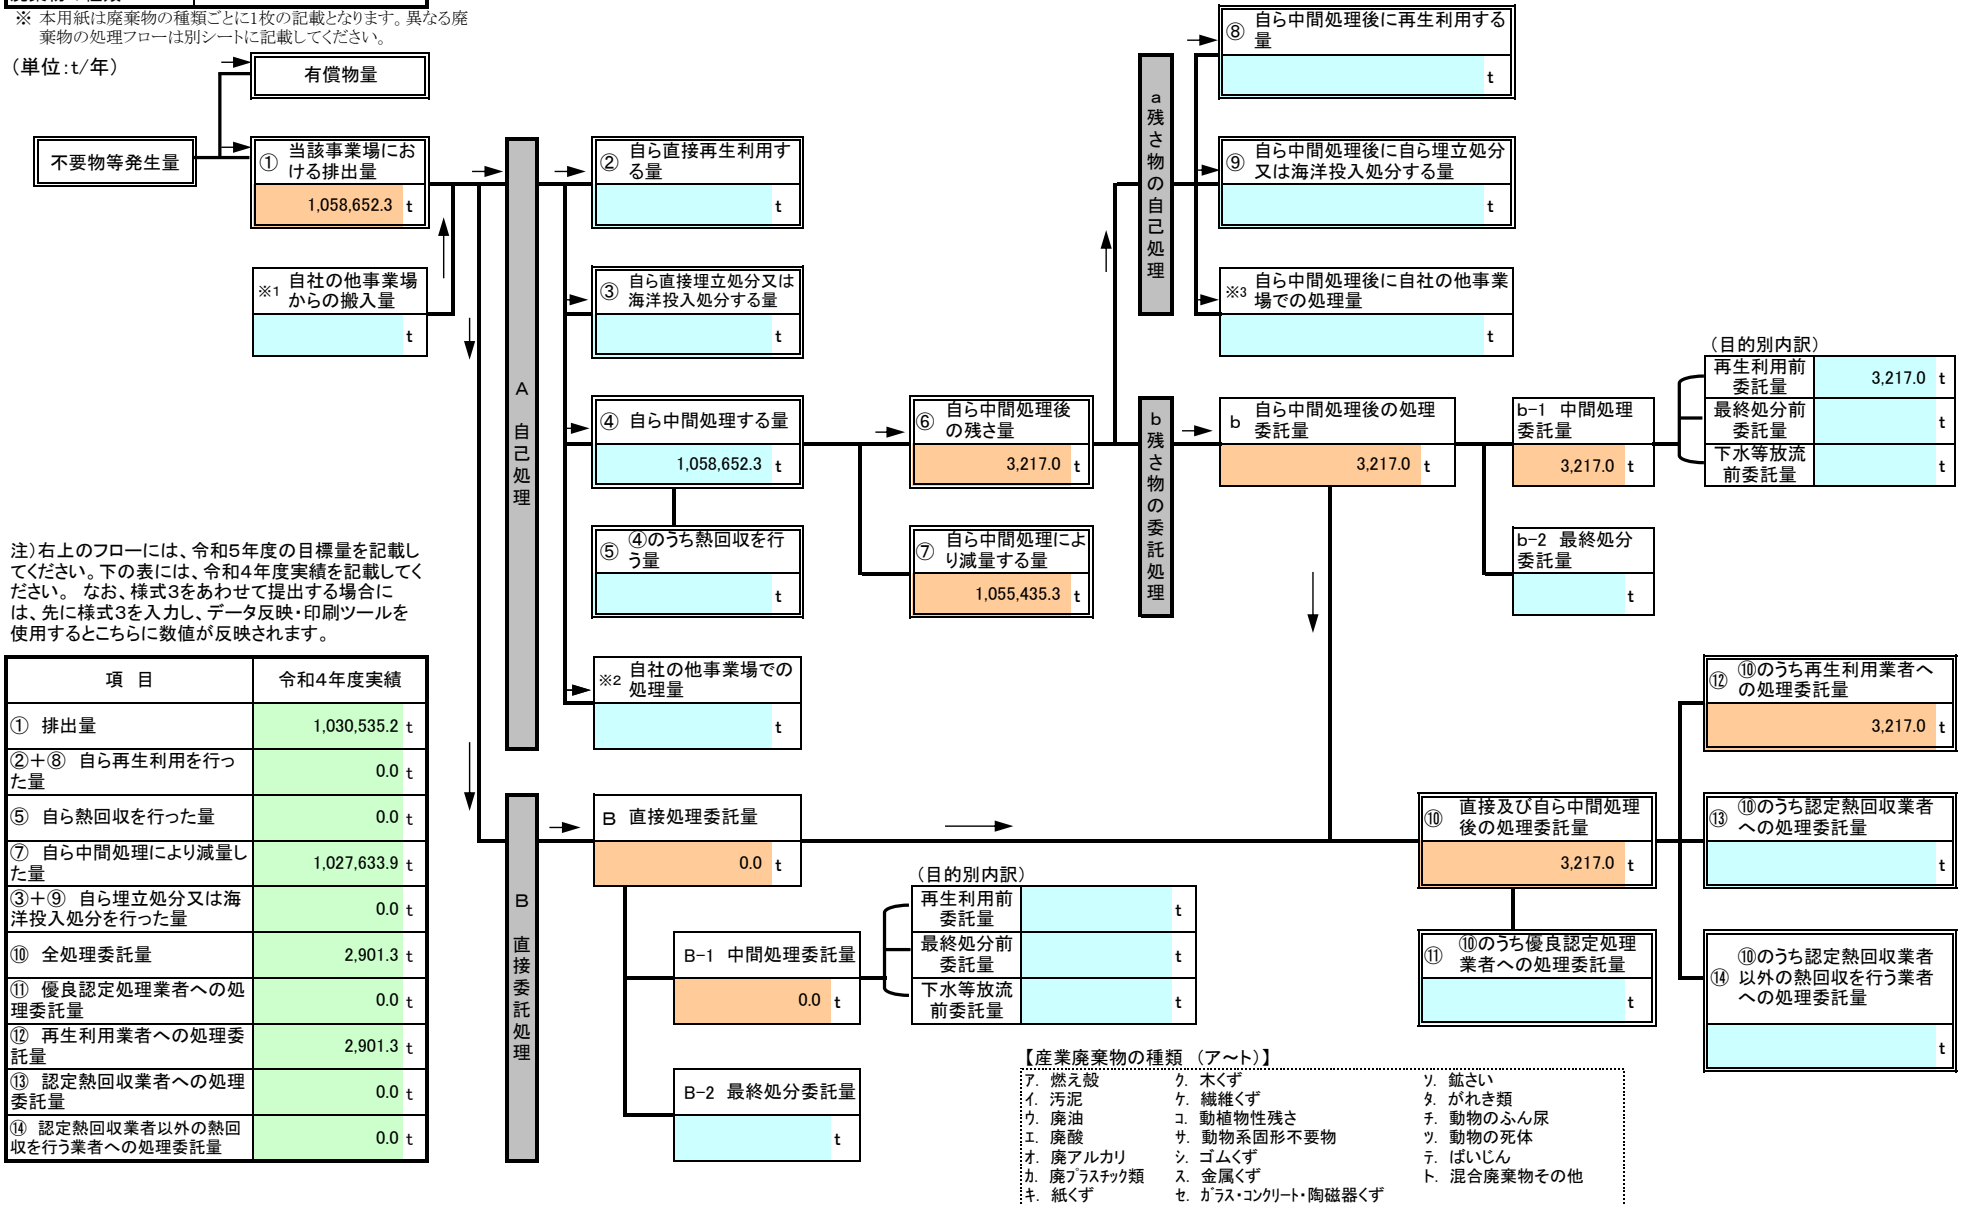 ※ 本用紙は廃棄物の種類ごとに1枚の記載となります。異なる廃
棄物の処理フローは別シートに記載してください。
(単位:t/年)
有償物量
不要物等発生量
① 当該事業場にお
ける排出量
1,058,652.3 t
※1 自社の他事業場
からの搬入量
t
A 自己処理
② 自ら直接再生利用す
る量
t
③ 自ら直接埋立処分又は
海洋投入処分する量
t
④ 自ら中間処理する量
1,058,652.3 t
⑤ ④のうち熱回収を行
う量
t
※2 自社の他事業場での
処理量
t
⑥ 自ら中間処理後
の残さ量
3,217.0 t
⑦ 自ら中間処理によ
り減量する量
1,055,435.3 t
a 残さ物の自己処理
⑧ 自ら中間処理後に再生利用する
量
t
⑨ 自ら中間処理後に自ら埋立処分
又は海洋投入処分する量
t
※3 自ら中間処理後に自社の他事業
場での処理量
t
b 残さ物の委託処理
b 自ら中間処理後の処理
委託量
3,217.0 t
b-1 中間処理
委託量
3,217.0 t
b-2 最終処分
委託量
t
(目的別内訳)
再生利用前
委託量
3,217.0 t
最終処分前
委託量
t
下水等放流
前委託量
t
注)右上のフローには、令和5年度の目標量を記載し
てください。下の表には、令和4年度実績を記載してく
ださい。 なお、様式3をあわせて提出する場合に
は、先に様式3を入力し、データ反映・印刷ツールを
使用するとこちらに数値が反映されます。
項 目 令和4年度実績
① 排出量 1,030,535.2 t
②+⑧ 自ら再生利用を行っ
た量 0.0 t
⑤ 自ら熱回収を行った量 0.0 t
⑦ 自ら中間処理により減量し
た量 1,027,633.9 t
③+⑨ 自ら埋立処分又は海
洋投入処分を行った量 0.0 t
⑩ 全処理委託量 2,901.3 t
⑪ 優良認定処理業者への処
理委託量 0.0 t
⑫ 再生利用業者への処理委
託量 2,901.3 t
⑬ 認定熱回収業者への処理
委託量 0.0 t
⑭ 認定熱回収業者以外の熱回
収を行う業者への処理委託量 0.0 t
B 直接委託処理
B 直接処理委託量
0.0 t
B-1 中間処理委託量
0.0 t
B-2 最終処分委託量
t
(目的別内訳)
再生利用前
委託量
t
最終処分前
委託量
t
下水等放流
前委託量
t
⑩ 直接及び自ら中間処理
後の処理委託量
3,217.0 t
⑪ ⑩のうち優良認定処理
業者への処理委託量
t
⑫ ⑩のうち再生利用業者へ
の処理委託量
3,217.0 t
⑬ ⑩のうち認定熱回収業者
への処理委託量
t
⑭ ⑩のうち認定熱回収業者
以外の熱回収を行う業者
への処理委託量
t
【産業廃棄物の種類 (ア~ト)】
ア. 燃え殻
イ. 汚泥
ウ. 廃油
エ. 廃酸
オ. 廃アルカリ
カ. 廃プラスチック類
キ. 紙くず
ク. 木くず
ケ. 繊維くず
コ. 動植物性残さ
サ. 動物系固形不要物
シ. ゴムくず
ス. 金属くず
セ. ガラス・コンクリート・陶磁器くず
ソ. 鉱さい
タ. がれき類
チ. 動物のふん尿
ツ. 動物の死体
テ. ばいじん
ト. 混合廃棄物その他